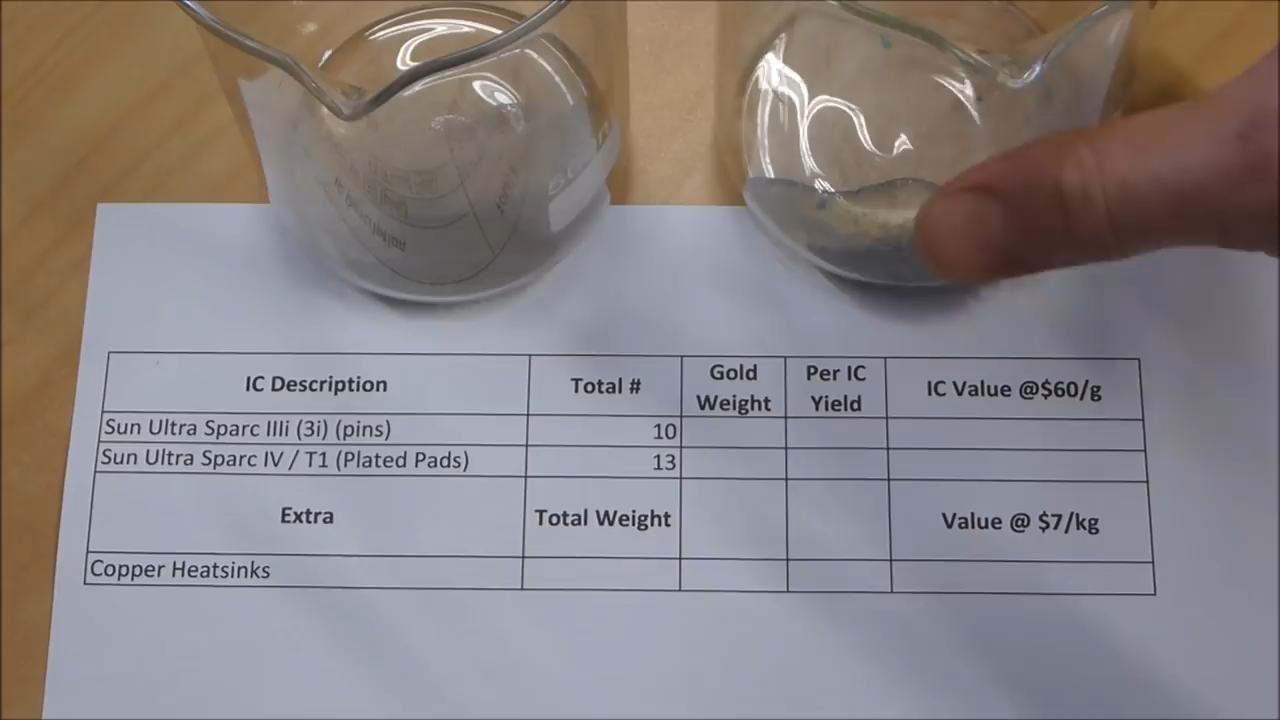 IC Description Total # Gold Weight Per IC Yield IC Value @$60/g
Sun Ultra Sparc IIIi (3i) (pins) 10
Sun Ultra Sparc IV / T1 (Plated Pads) 13
Extra Total Weight Value @ $7/kg
Copper Heatsinks